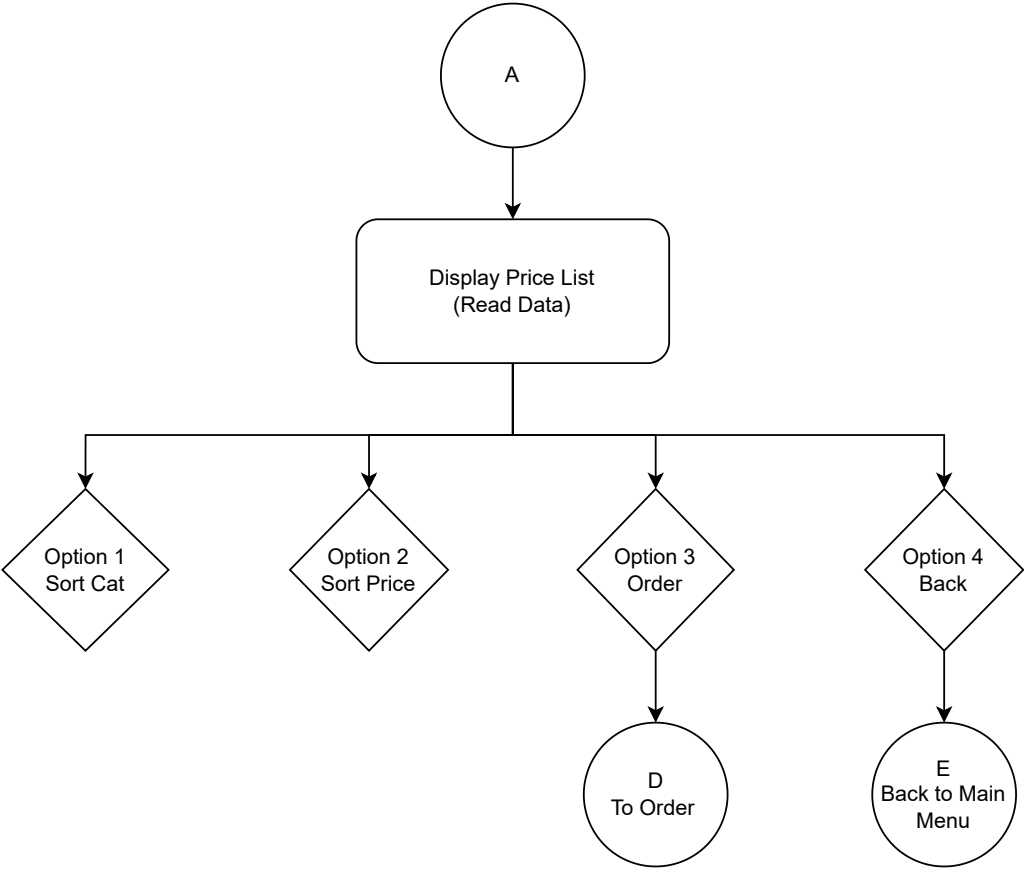 A
Display Price List
(Read Data)
Option 1
Sort Cat
Option 2
Sort Price
Option 3
Order
Option 4
Back
D
To Order
E
Back to Main
Menu